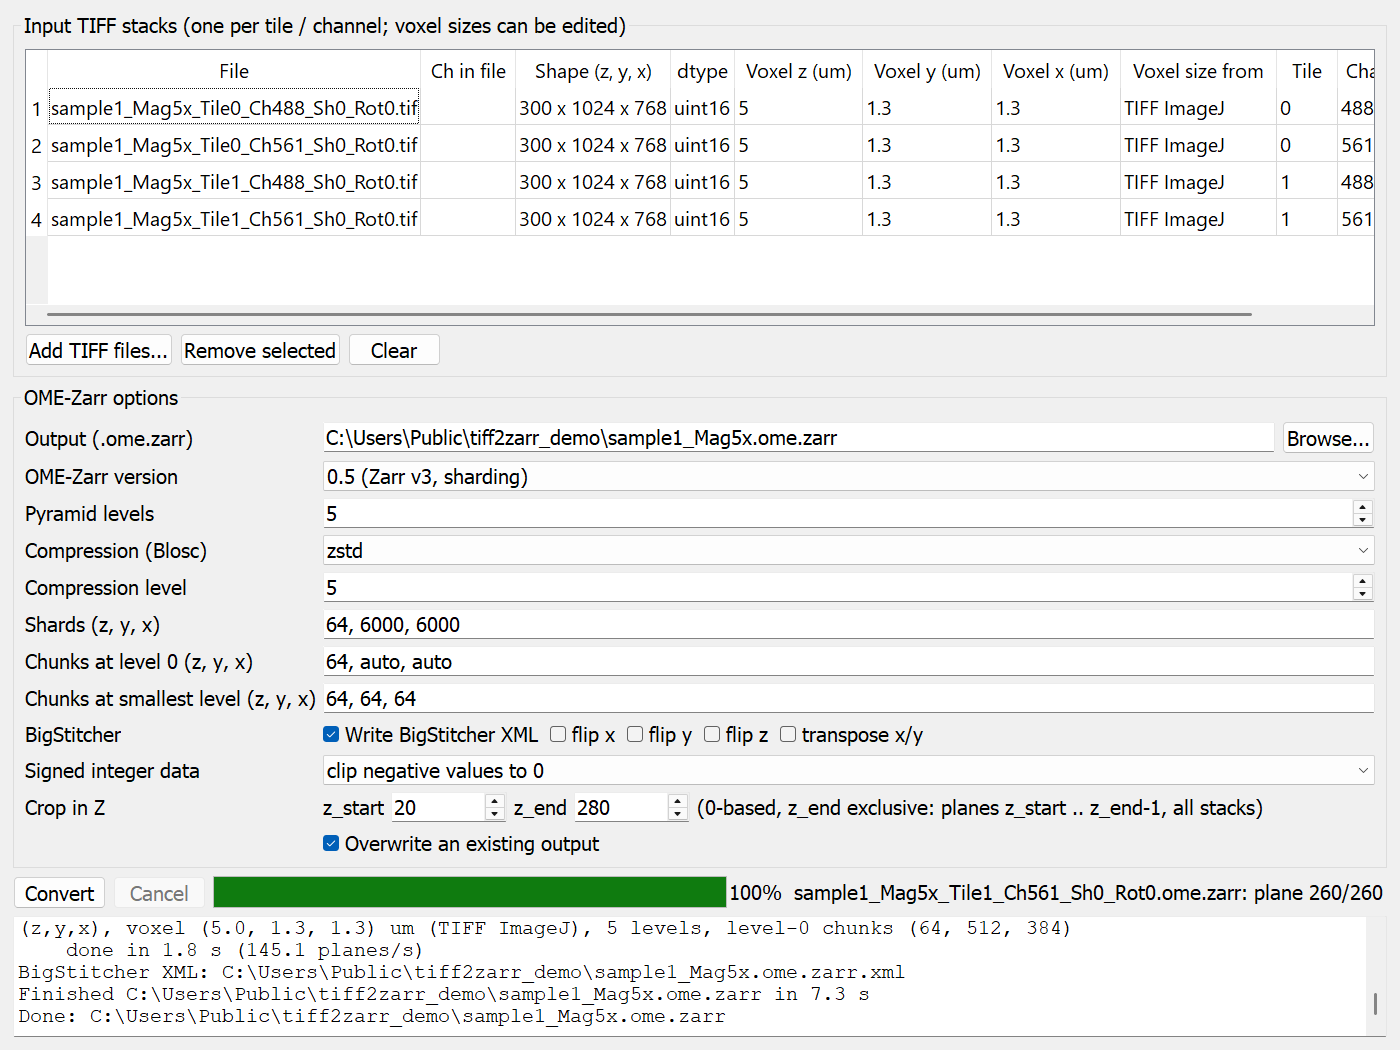 Input TIFF stacks (one per tile / channel; voxel sizes can be edited)
File Ch in file Shape (z, y, x) dtype Voxel z (um) Voxel y (um) Voxel x (um) Voxel size from Tile Cha
1 sample1_Mag5x_Tile0_Ch488_Sh0_Rot0.tif 300 x 1024 x 768 uint16 5 1.3 1.3 TIFF ImageJ 0 488
2 sample1_Mag5x_Tile0_Ch561_Sh0_Rot0.tif 300 x 1024 x 768 uint16 5 1.3 1.3 TIFF ImageJ 0 561
3 sample1_Mag5x_Tile1_Ch488_Sh0_Rot0.tif 300 x 1024 x 768 uint16 5 1.3 1.3 TIFF ImageJ 1 488
4 sample1_Mag5x_Tile1_Ch561_Sh0_Rot0.tif 300 x 1024 x 768 uint16 5 1.3 1.3 TIFF ImageJ 1 561
Add TIFF files... Remove selected Clear
OME-Zarr options
Output (.ome.zarr) C:\Users\Public\tiff2zarr_demo\sample1_Mag5x.ome.zarr Browse...
OME-Zarr version 0.5 (Zarr v3, sharding)
Pyramid levels 5
Compression (Blosc) zstd
Compression level 5
Shards (z, y, x) 64, 6000, 6000
Chunks at level 0 (z, y, x) 64, auto, auto
Chunks at smallest level (z, y, x) 64, 64, 64
BigStitcher Write BigStitcher XML flip x flip y flip z transpose x/y
Signed integer data clip negative values to 0
Crop in Z z_start 20 z_end 280 (0-based, z_end exclusive: planes z_start .. z_end-1, all stacks)
Overwrite an existing output
Convert Cancel 100% sample1_Mag5x_Tile1_Ch561_Sh0_Rot0.ome.zarr: plane 260/260
(z,y,x), voxel (5.0, 1.3, 1.3) um (TIFF ImageJ), 5 levels, level-0 chunks (64, 512, 384)
done in 1.8 s (145.1 planes/s)
BigStitcher XML: C:\Users\Public\tiff2zarr_demo\sample1_Mag5x.ome.zarr.xml
Finished C:\Users\Public\tiff2zarr_demo\sample1_Mag5x.ome.zarr in 7.3 s
Done: C:\Users\Public\tiff2zarr_demo\sample1_Mag5x.ome.zarr